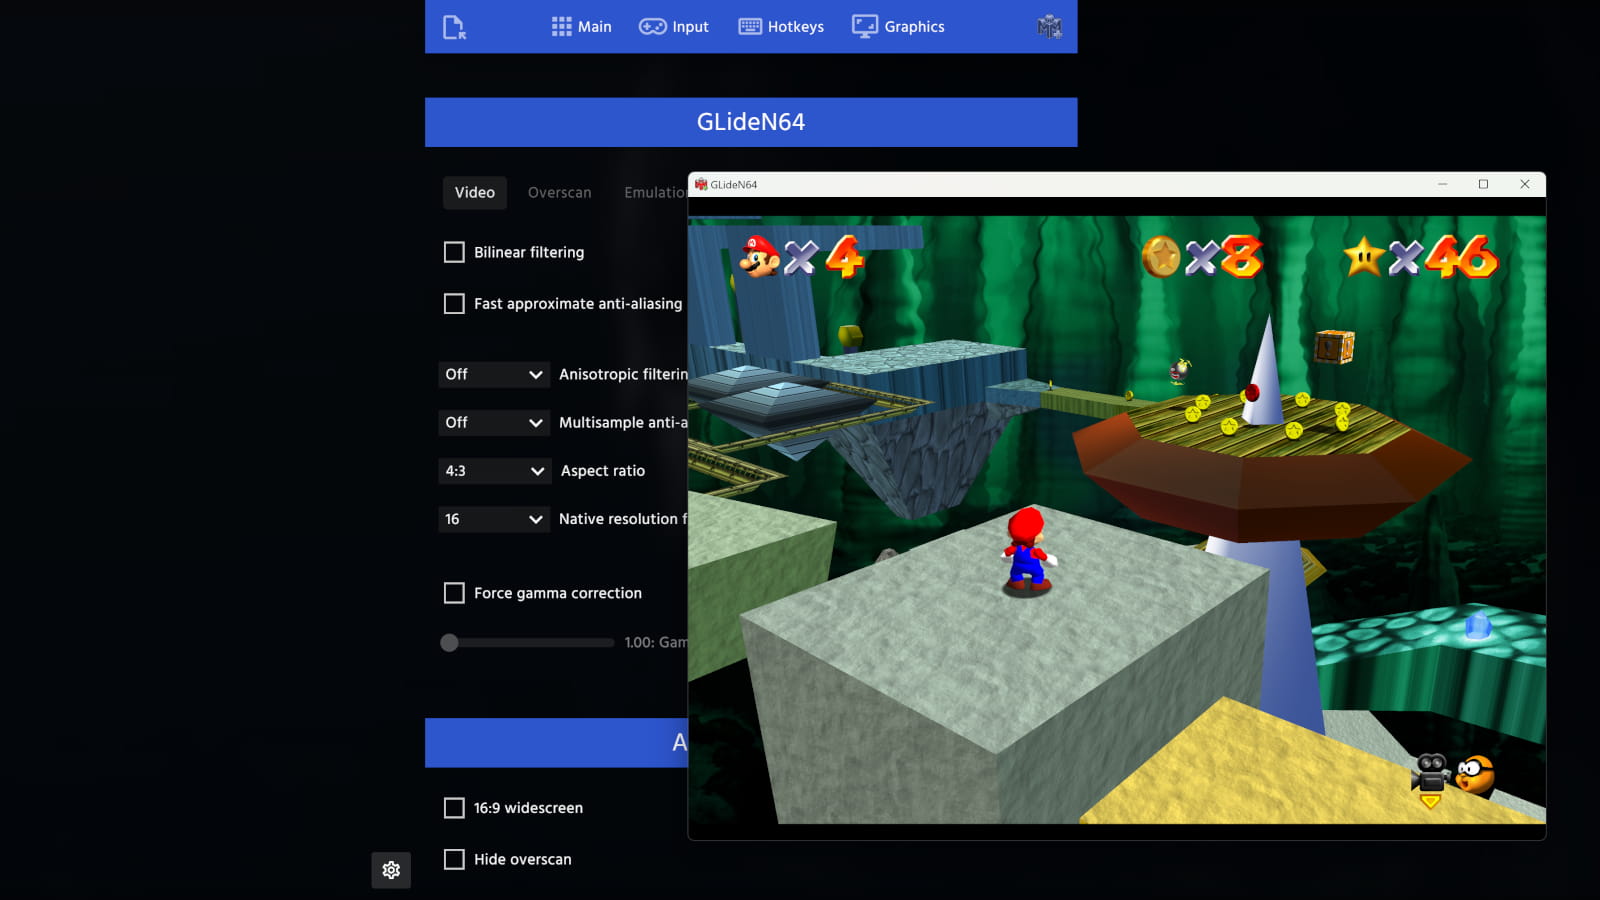 Main
Input
Hotkeys
Graphics
GLideN64
Video
Overscan
Emulatio
GLideN64
Bilinear filtering
Fast approximate anti-aliasing
Off
Anisotropic filterin
Off
Multisample anti-a
4:3
Aspect ratio
16
Native resolution f
Force gamma correction
1.00: Gam
A
16:9 widescreen
Hide overscan
×4
×8
×46